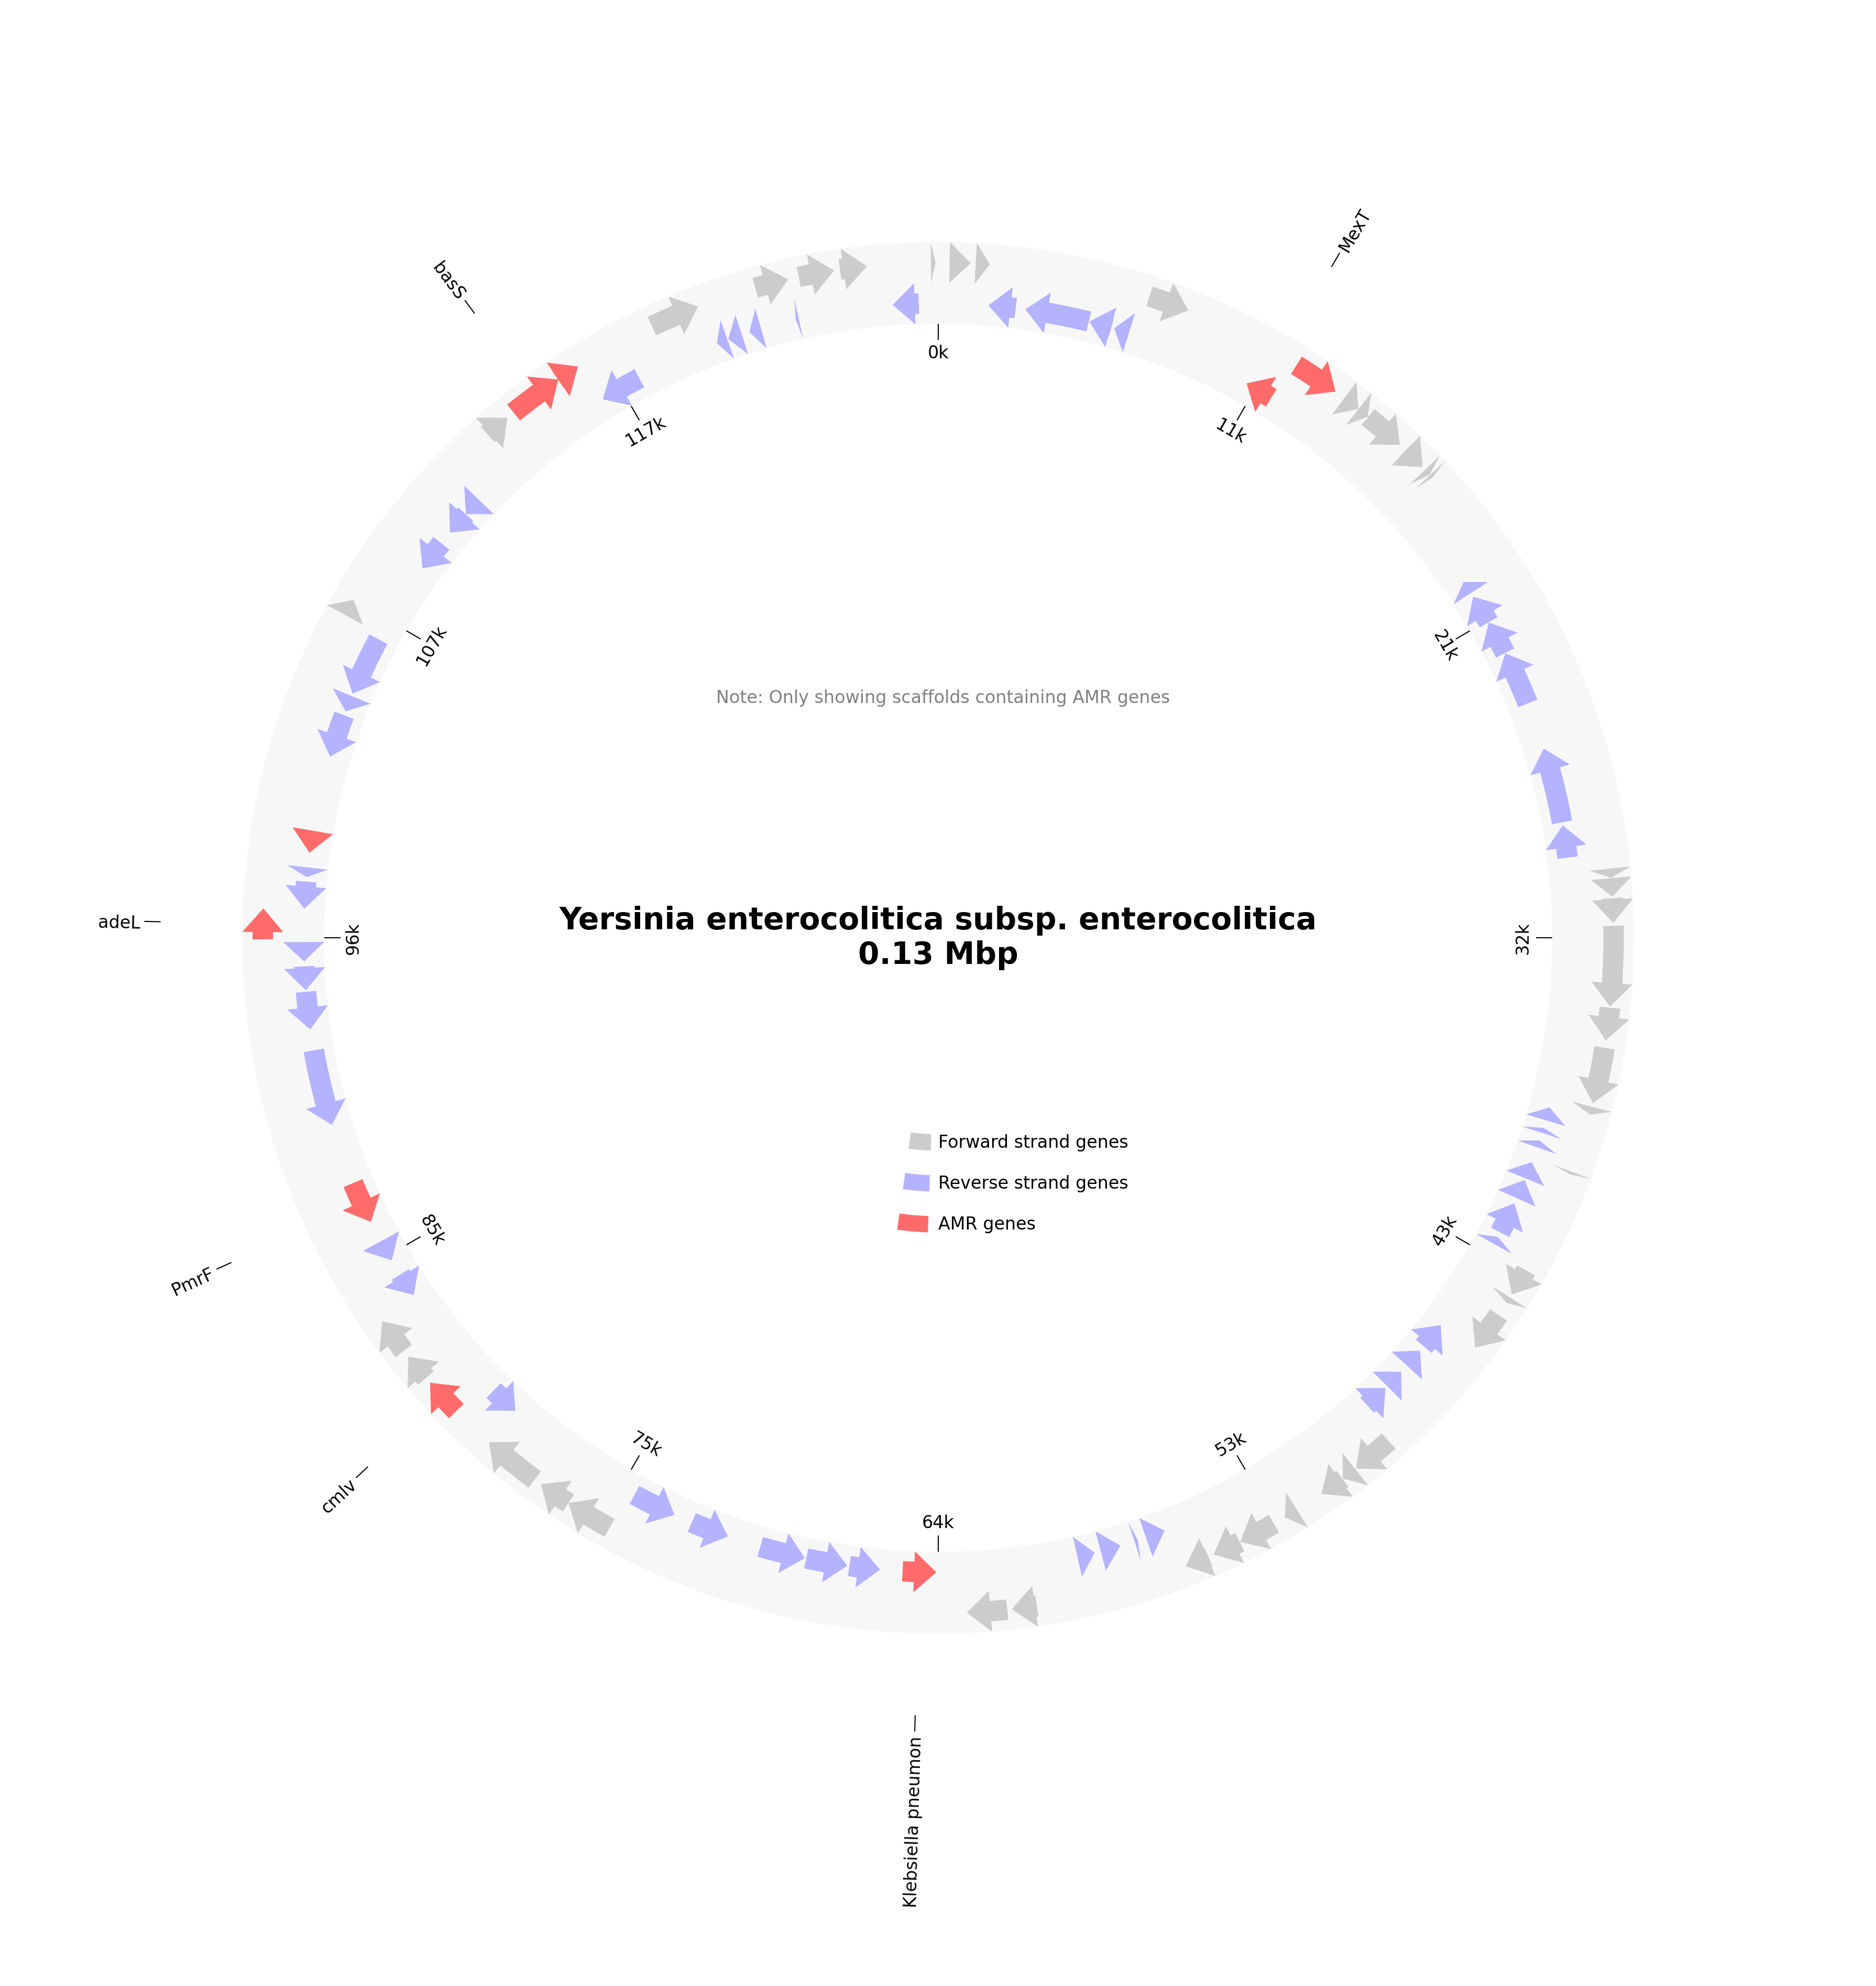 MexT
basS
0k
11k
117k
21k
107k
Note: Only showing scaffolds containing AMR genes
adeL
96k
Yersinia enterocolitica subsp. enterocolitica
0.13 Mbp
32k
Forward strand genes
Reverse strand genes
AMR genes
85k
43k
PmrF
75k
53k
cmlv
64k
Klebsiella pneumon